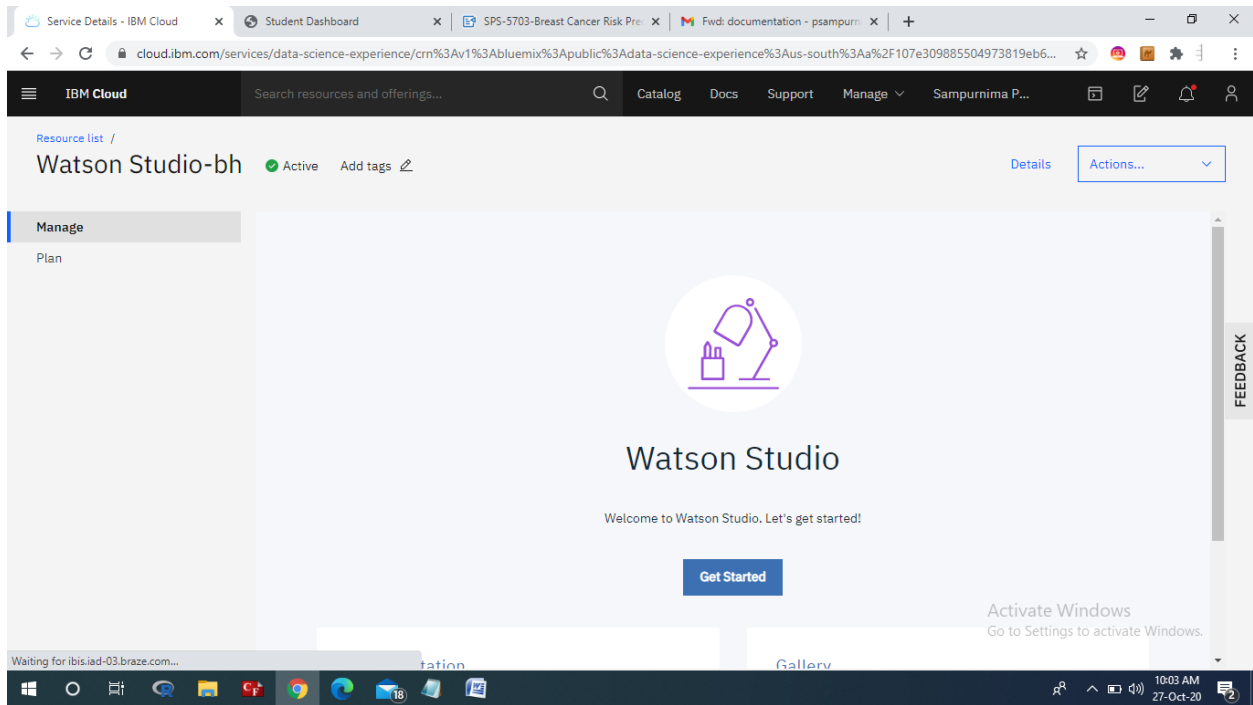 Service Details - IBM Cloud
Student Dashboard
SPS-5703-Breast Cancer Risk Pre
Fwd: documentation - psampurn
cloud.ibm.com/services/data-science-experience/crn%3Av1%3Abluemix%3Apublic%3Adata-science-experience%3Aus-south%3Aa%2F107e309885504973819eb6...
IBM Cloud
Search resources and offerings...
Catalog
Docs
Support
Manage
Sampurnima P...
Resource list /
Watson Studio-bh
Active
Add tags
Details
Actions...
Manage
Plan
Watson Studio
Welcome to Watson Studio. Let's get started!
Get Started
FEEDBACK
Activate Windows
Go to Settings to activate Windows.
Waiting for ibis.iad-03.braze.com...
tation
Gallery
18
10:03 AM
27-Oct-20
2